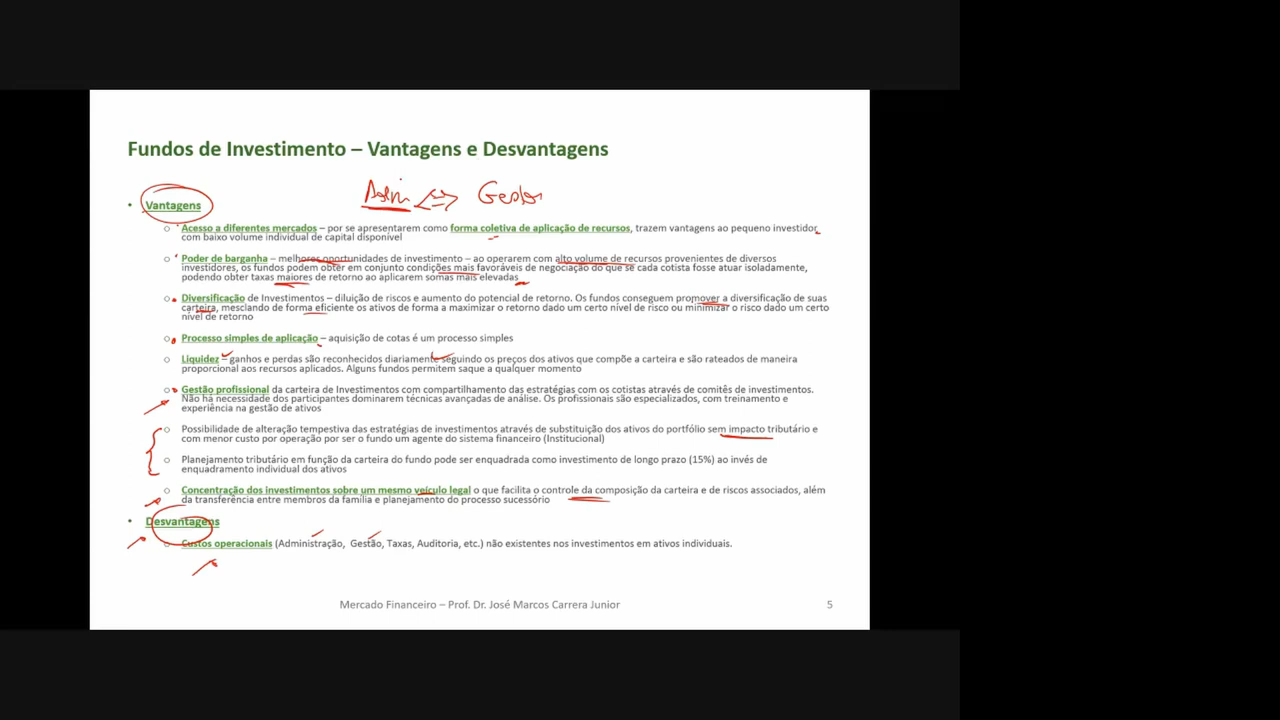 Fundos de Investimento – Vantagens e Desvantagens
Adm Gestor
• Vantagens
o Acesso a diferentes mercados – por se apresentarem como forma coletiva de aplicação de recursos, trazem vantagens ao pequeno investidor
com baixo volume individual de capital disponível
o Poder de barganha – melhores oportunidades de investimento – ao operarem com alto volume de recursos provenientes de diversos
investidores, os fundos podem obter em conjunto condições mais favoráveis de negociação do que se cada cotista fosse atuar isoladamente,
podendo obter taxas maiores de retorno ao aplicarem somas mais elevadas
o Diversificação de Investimentos – diluição de riscos e aumento do potencial de retorno. Os fundos conseguem promover a diversificação de suas
carteira, mesclando de forma eficiente os ativos de forma a maximizar o retorno dado um certo nível de risco ou minimizar o risco dado um certo
nível de retorno
o Processo simples de aplicação – aquisição de cotas é um processo simples
o Liquidez – ganhos e perdas são reconhecidos diariamente seguindo os preços dos ativos que compõe a carteira e são rateados de maneira
proporcional aos recursos aplicados. Alguns fundos permitem saque a qualquer momento
o Gestão profissional da carteira de Investimentos com compartilhamento das estratégias com os cotistas através de comitês de investimentos.
Não há necessidade dos participantes dominarem técnicas avançadas de análise. Os profissionais são especializados, com treinamento e
experiência na gestão de ativos
o Possibilidade de alteração tempestiva das estratégias de investimentos através de substituição dos ativos do portfólio sem impacto tributário e
com menor custo por operação por ser o fundo um agente do sistema financeiro (Institucional)
o Planejamento tributário em função da carteira do fundo pode ser enquadrada como investimento de longo prazo (15%) ao invés de
enquadramento individual dos ativos
o Concentração dos investimentos sobre um mesmo veículo legal o que facilita o controle da composição da carteira e de riscos associados, além
da transferência entre membros da família e planejamento do processo sucessório
• Desvantagens
o Custos operacionais (Administração, Gestão, Taxas, Auditoria, etc.) não existentes nos investimentos em ativos individuais.
Mercado Financeiro – Prof. Dr. José Marcos Carrera Junior
5